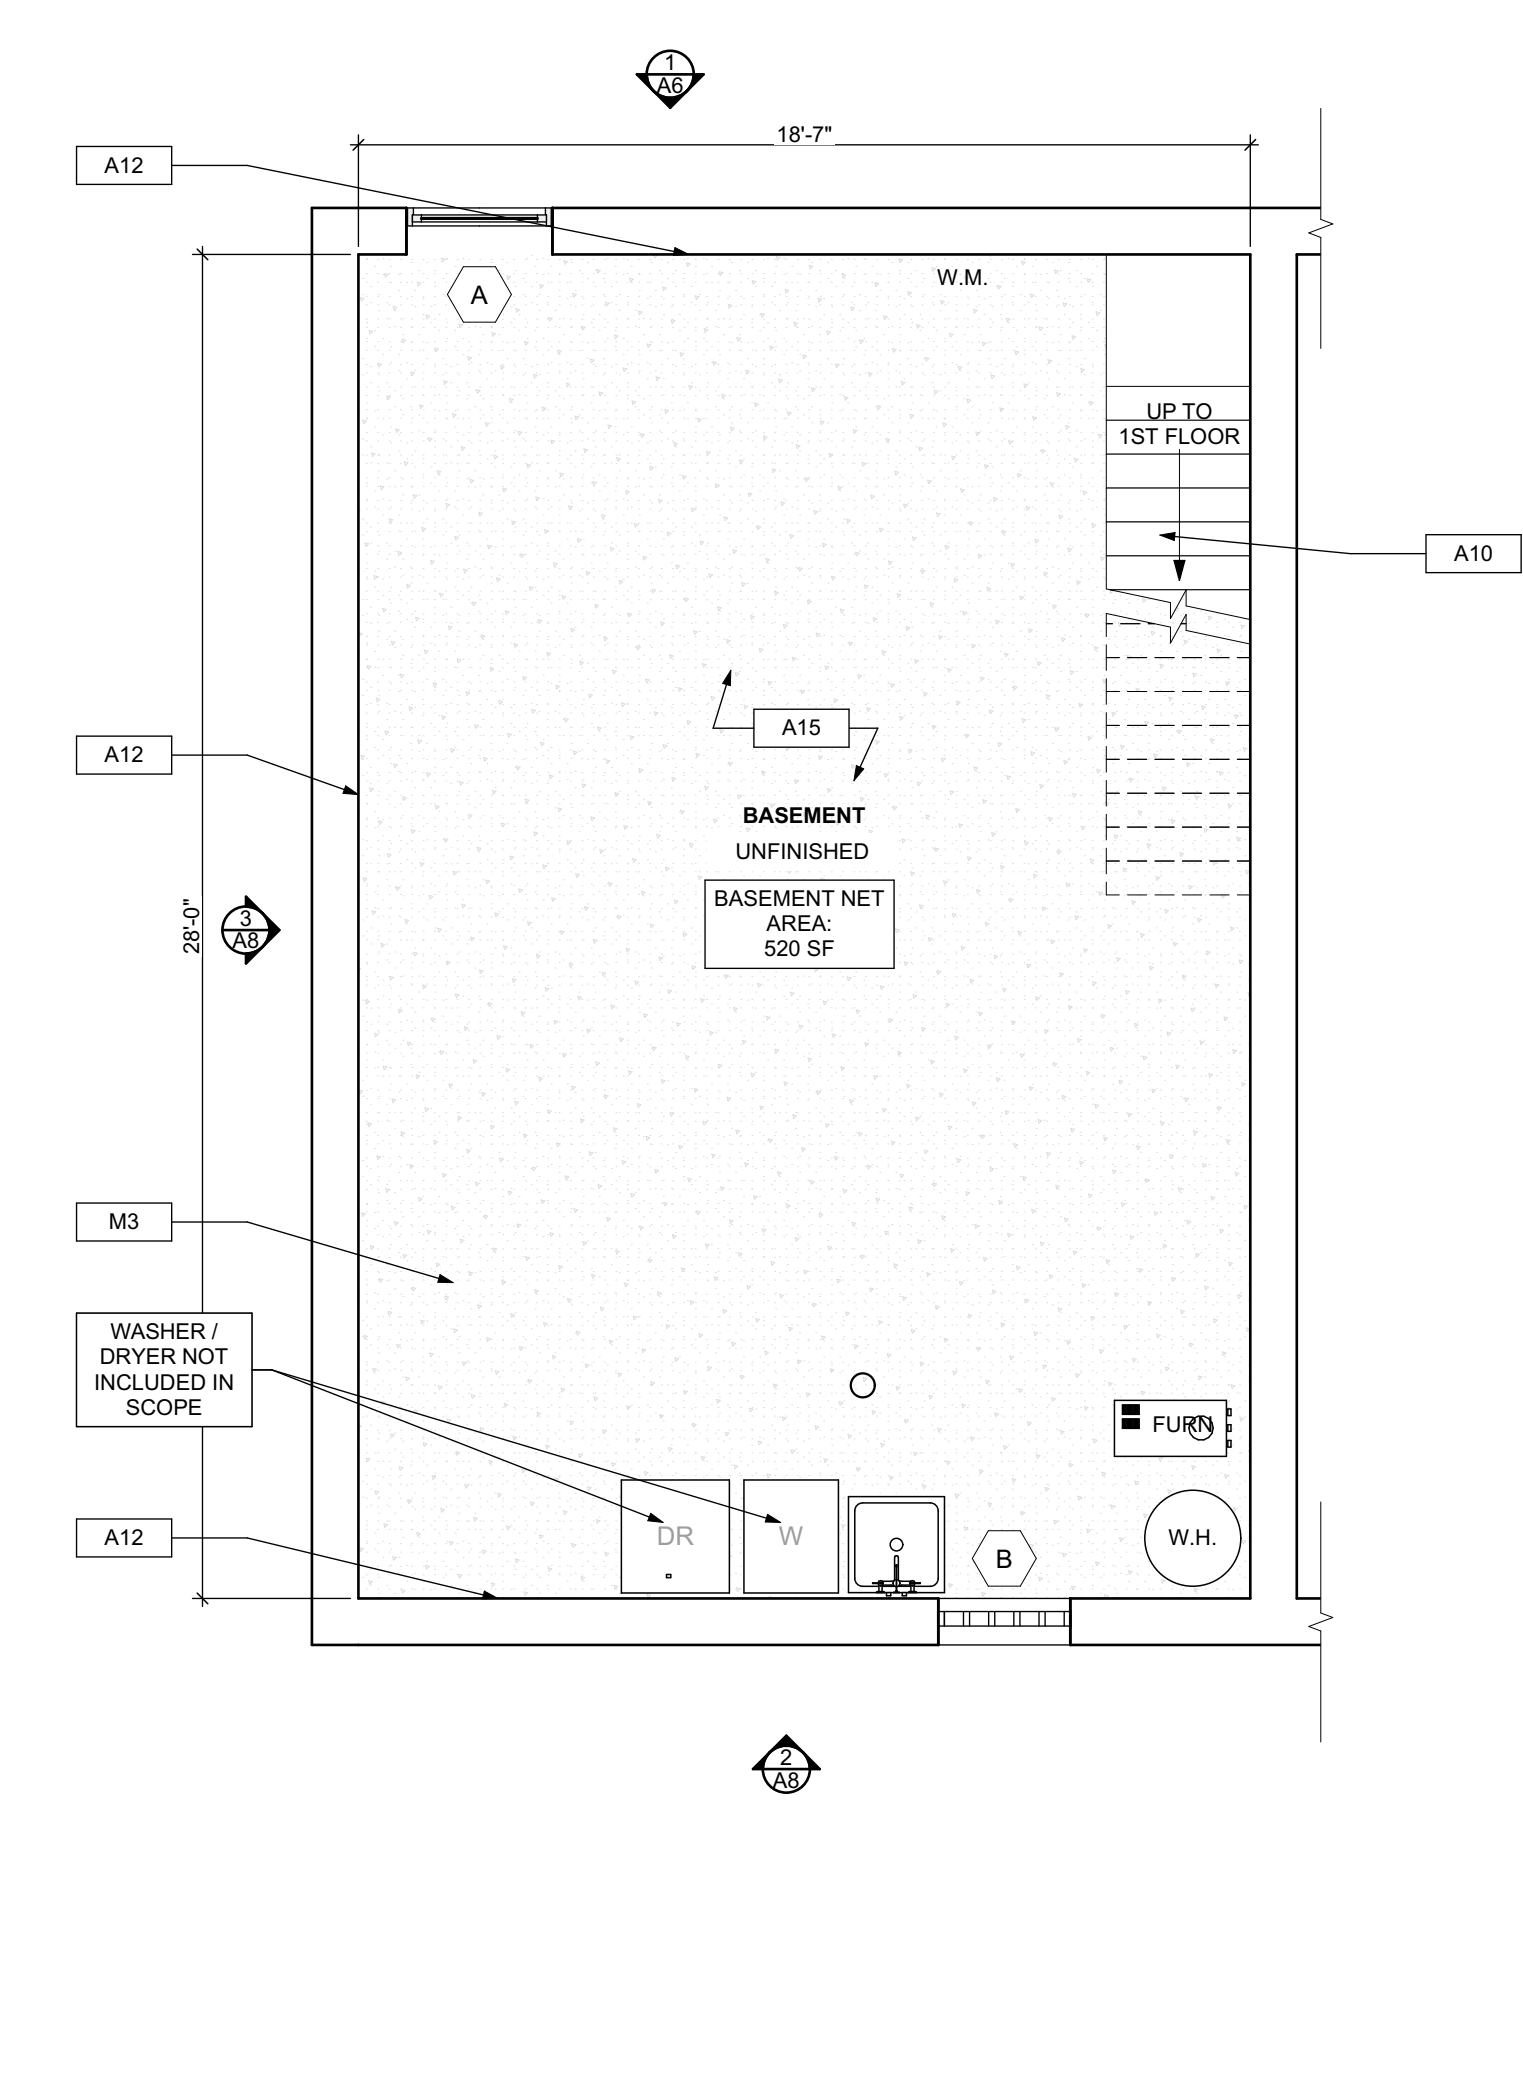 1
A6
18'-7"
A12
W.M.
A
UP TO
1ST FLOOR
A10
A15
A12
BASEMENT
UNFINISHED
BASEMENT NET
AREA:
520 SF
28'-0"
3
A8
M3
WASHER /
DRYER NOT
INCLUDED IN
SCOPE
FURN
A12
DR
W
B
W.H.
2
A8